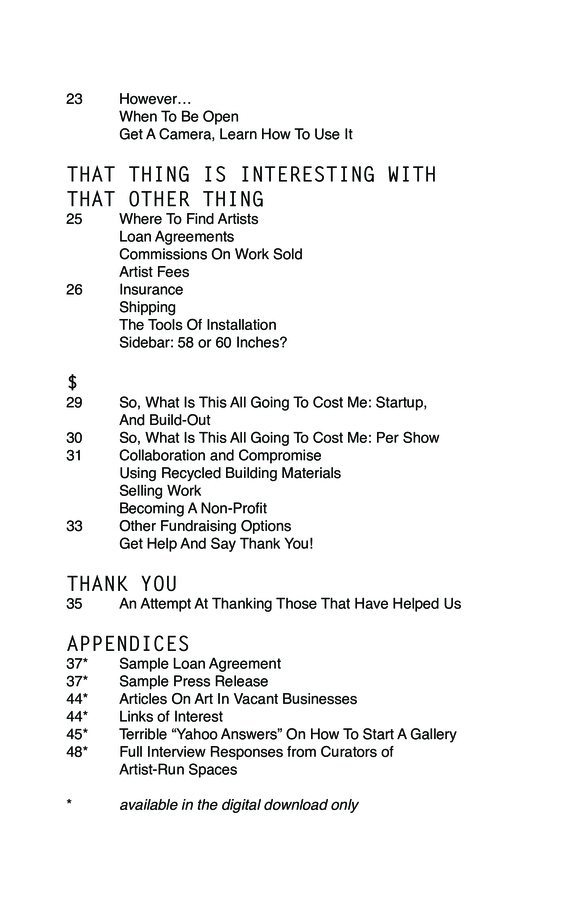 23 However…
When To Be Open
Get A Camera, Learn How To Use It
THAT THING IS INTERESTING WITH
THAT OTHER THING
25 Where To Find Artists
Loan Agreements
Commissions On Work Sold
Artist Fees
26 Insurance
Shipping
The Tools Of Installation
Sidebar: 58 or 60 Inches?
$
29 So, What Is This All Going To Cost Me: Startup,
And Build-Out
30 So, What Is This All Going To Cost Me: Per Show
31 Collaboration and Compromise
Using Recycled Building Materials
Selling Work
Becoming A Non-Profit
33 Other Fundraising Options
Get Help And Say Thank You!
THANK YOU
35 An Attempt At Thanking Those That Have Helped Us
APPENDICES
37* Sample Loan Agreement
37* Sample Press Release
44* Articles On Art In Vacant Businesses
44* Links of Interest
45* Terrible “Yahoo Answers” On How To Start A Gallery
48* Full Interview Responses from Curators of
Artist-Run Spaces
* available in the digital download only